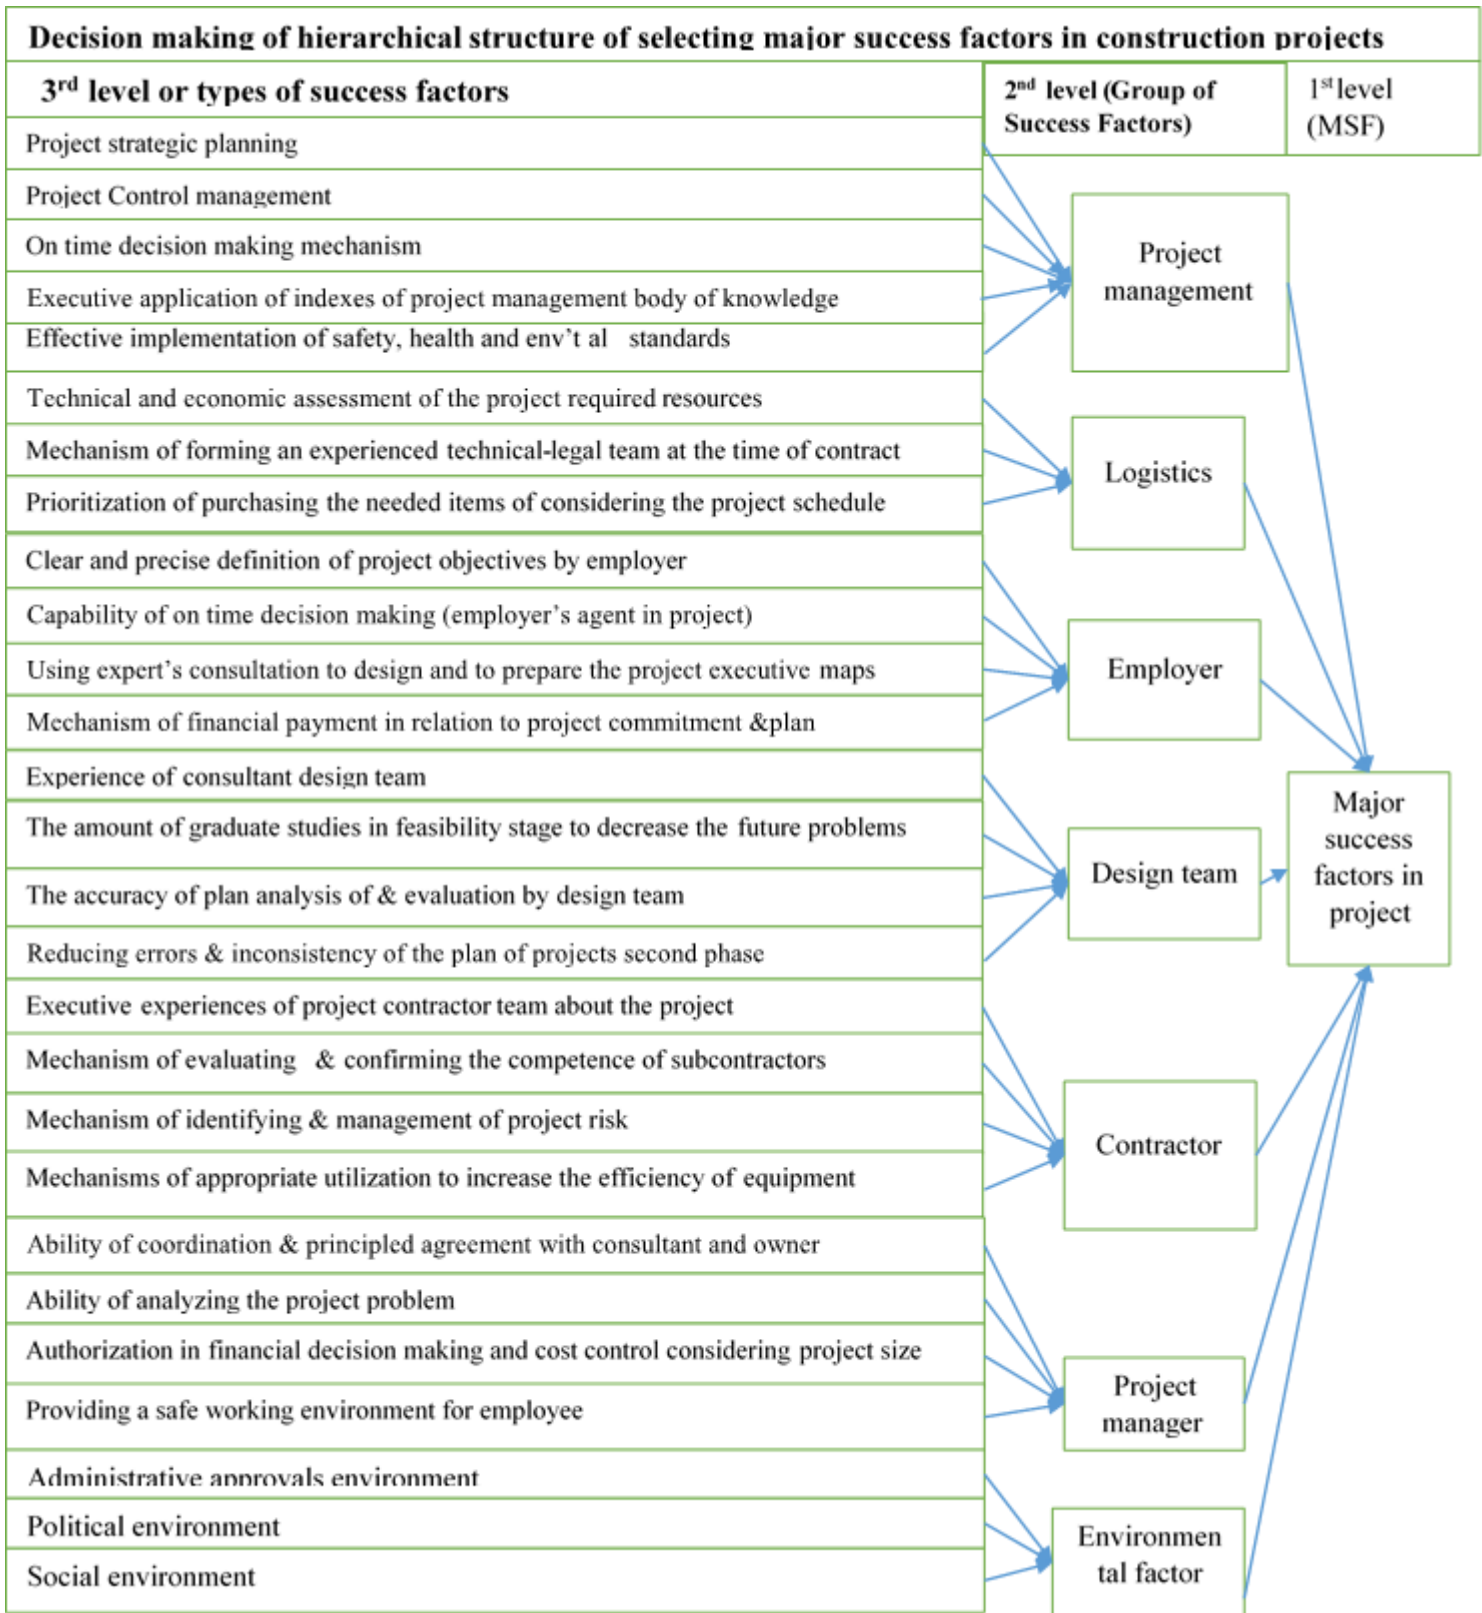 Decision making of hierarchical structure of selecting major success factors in construction projects
3rd level or types of success factors
2nd level (Group of
Success Factors)
1st level
(MSF)
Project strategic planning
Project Control management
On time decision making mechanism
Executive application of indexes of project management body of knowledge
Effective implementation of safety, health and env't al standards
Project
management
Technical and economic assessment of the project required resources
Mechanism of forming an experienced technical-legal team at the time of contract
Prioritization of purchasing the needed items of considering the project schedule
Logistics
Clear and precise definition of project objectives by employer
Capability of on time decision making (employer's agent in project)
Using expert's consultation to design and to prepare the project executive maps
Mechanism of financial payment in relation to project commitment &plan
Employer
Experience of consultant design team
The amount of graduate studies in feasibility stage to decrease the future problems
The accuracy of plan analysis of & evaluation by design team
Reducing errors & inconsistency of the plan of projects second phase
Design team
Major
success
factors in
project
Executive experiences of project contractor team about the project
Mechanism of evaluating & confirming the competence of subcontractors
Mechanism of identifying & management of project risk
Mechanisms of appropriate utilization to increase the efficiency of equipment
Contractor
Ability of coordination & principled agreement with consultant and owner
Ability of analyzing the project problem
Authorization in financial decision making and cost control considering project size
Providing a safe working environment for employee
Project
manager
Administrative approvals environment
Political environment
Social environment
Environmen
tal factor